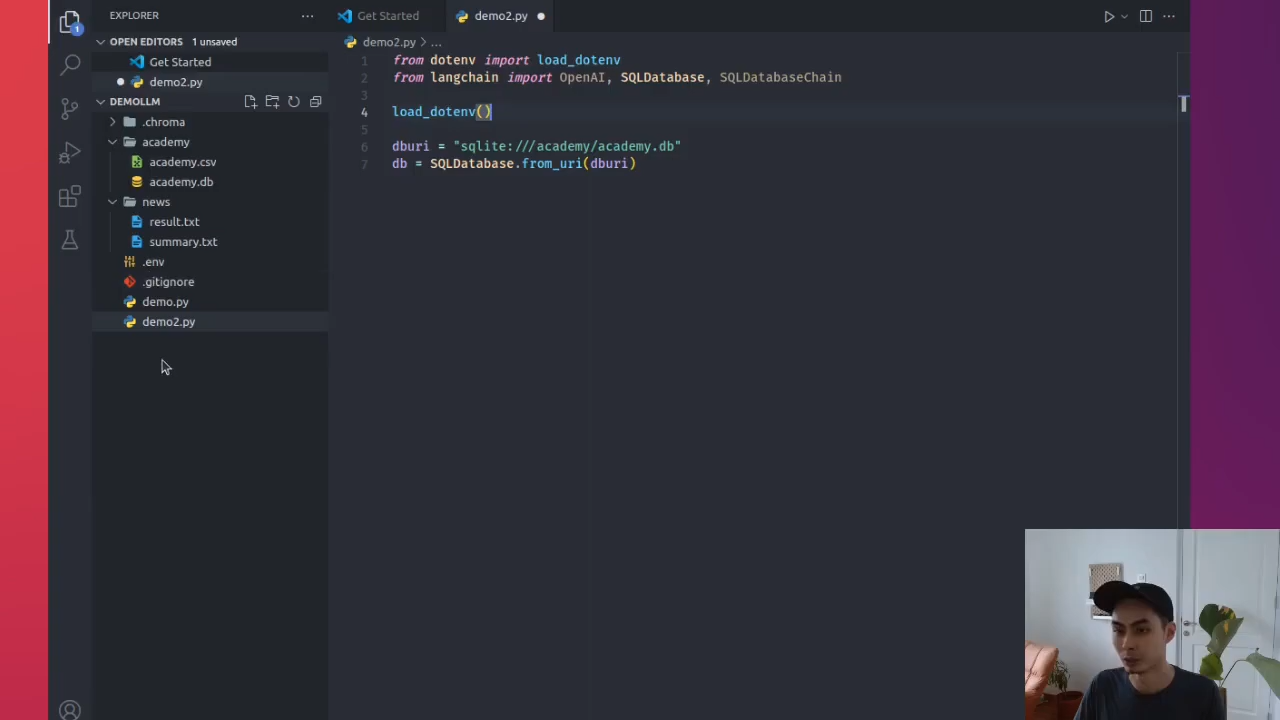 EXPLORER
OPEN EDITORS 1 unsaved
Get Started
demo2.py
DEMOLLM
.chroma
academy
academy.csv
academy.db
news
result.txt
summary.txt
.env
.gitignore
demo.py
demo2.py
1
Get Started
demo2.py
demo2.py > ...
1 from dotenv import load_dotenv
2 from langchain import OpenAI, SQLDatabase, SQLDatabaseChain
3
4 load_dotenv()
5
6 dburi = "sqlite:///academy/academy.db"
7 db = SQLDatabase.from_uri(dburi)